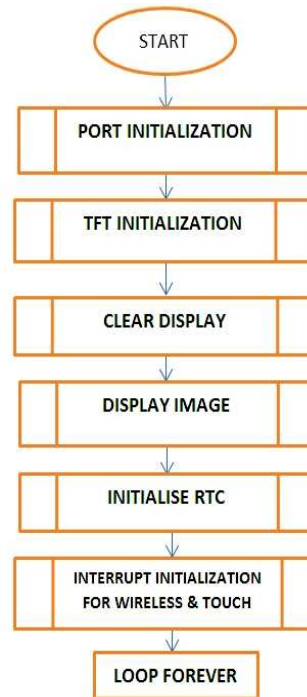 START
PORT INITIALIZATION
TFT INITIALIZATION
CLEAR DISPLAY
DISPLAY IMAGE
INITIALISE RTC
INTERRUPT INITIALIZATION
FOR WIRELESS & TOUCH
LOOP FOREVER